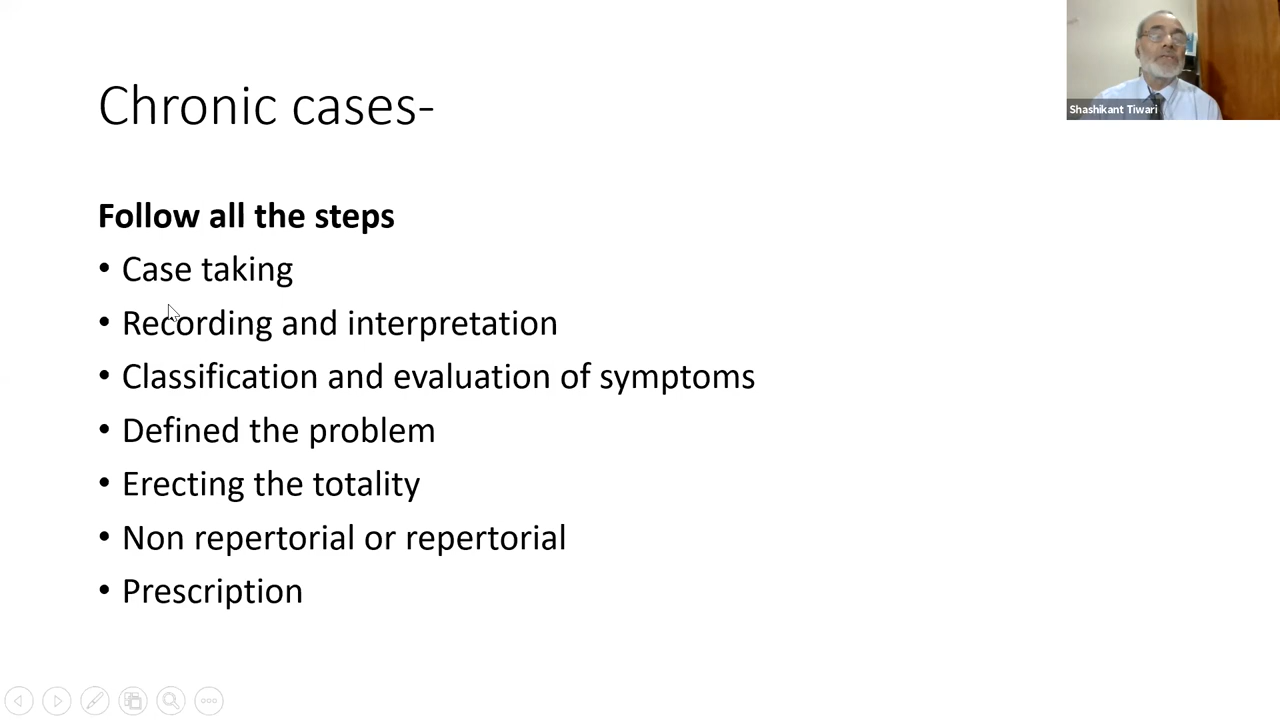 Chronic cases-
Shashikant Tiwari
Follow all the steps
• Case taking
• Recording and interpretation
• Classification and evaluation of symptoms
• Defined the problem
• Erecting the totality
• Non repertorial or repertorial
• Prescription